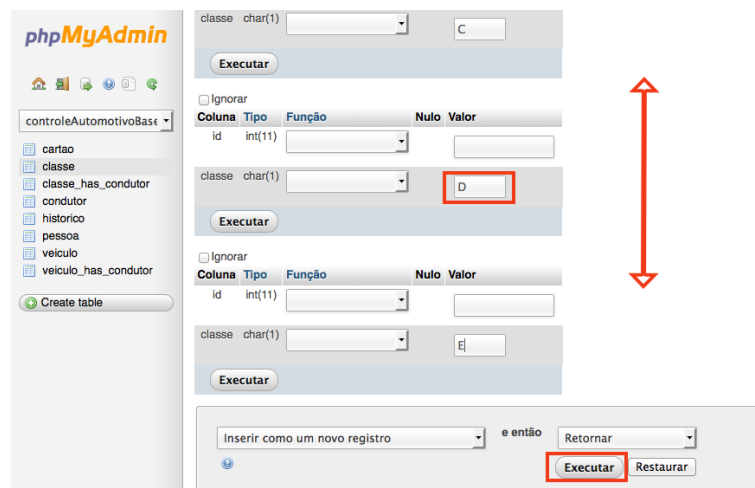 phpMyAdmin
controleAutomotivoBase
cartao
classe
classe_has_condutor
condutor
historico
pessoa
veiculo
veiculo_has_condutor
Create table
classe char(1) C
Executar
Ignorar
Coluna Tipo Função Nulo Valor
id int(11)
classe char(1) D
Executar
Ignorar
Coluna Tipo Função Nulo Valor
id int(11)
classe char(1) E
Executar
Inserir como um novo registro e então Retornar
Executar Restaurar